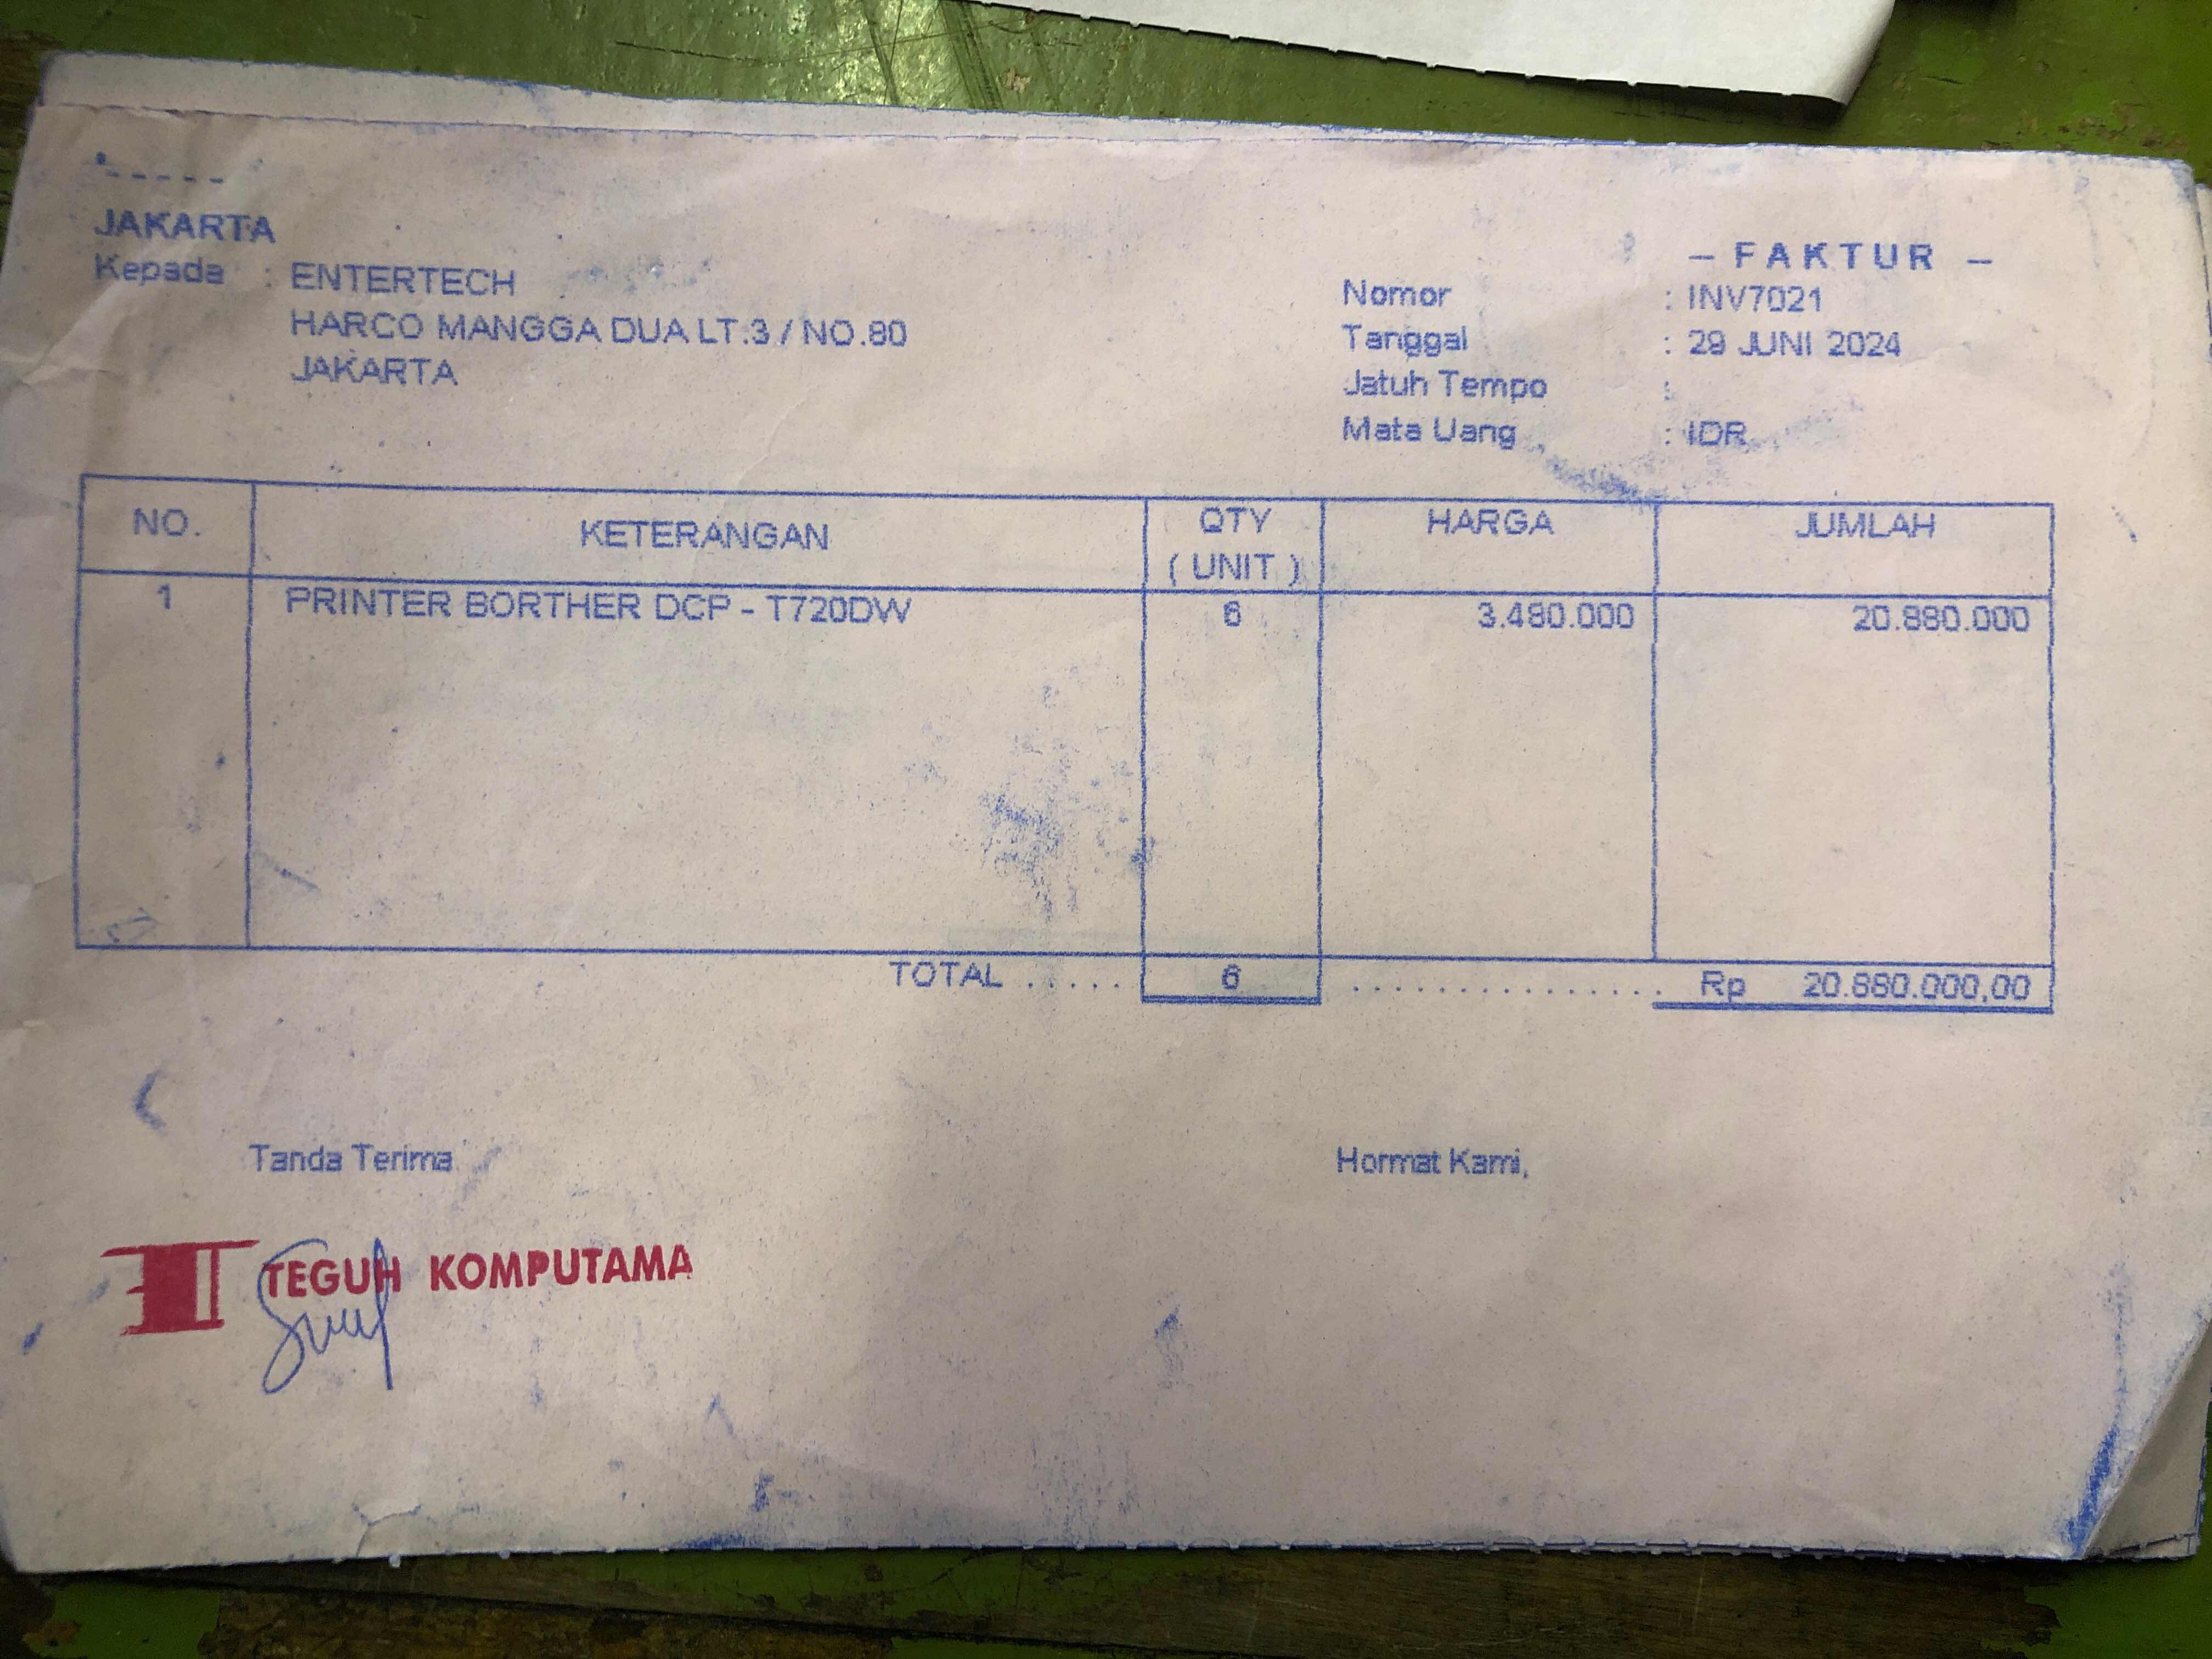 JAKARTA
Kepada : ENTERTECH
HARCO MANGGA DUA LT.3 / NO.80
JAKARTA
– FAKTUR –
Nomor : INV7021
Tanggal : 29 JUNI 2024
Jatuh Tempo :
Mata Uang : IDR
NO. KETERANGAN QTY ( UNIT ) HARGA JUMLAH
1 PRINTER BORTHER DCP - T720DW 6 3.480.000 20.880.000
TOTAL ..... 6 ............... Rp 20.880.000,00
Tanda Terima Hormat Kami,
TEGUH KOMPUTAMA